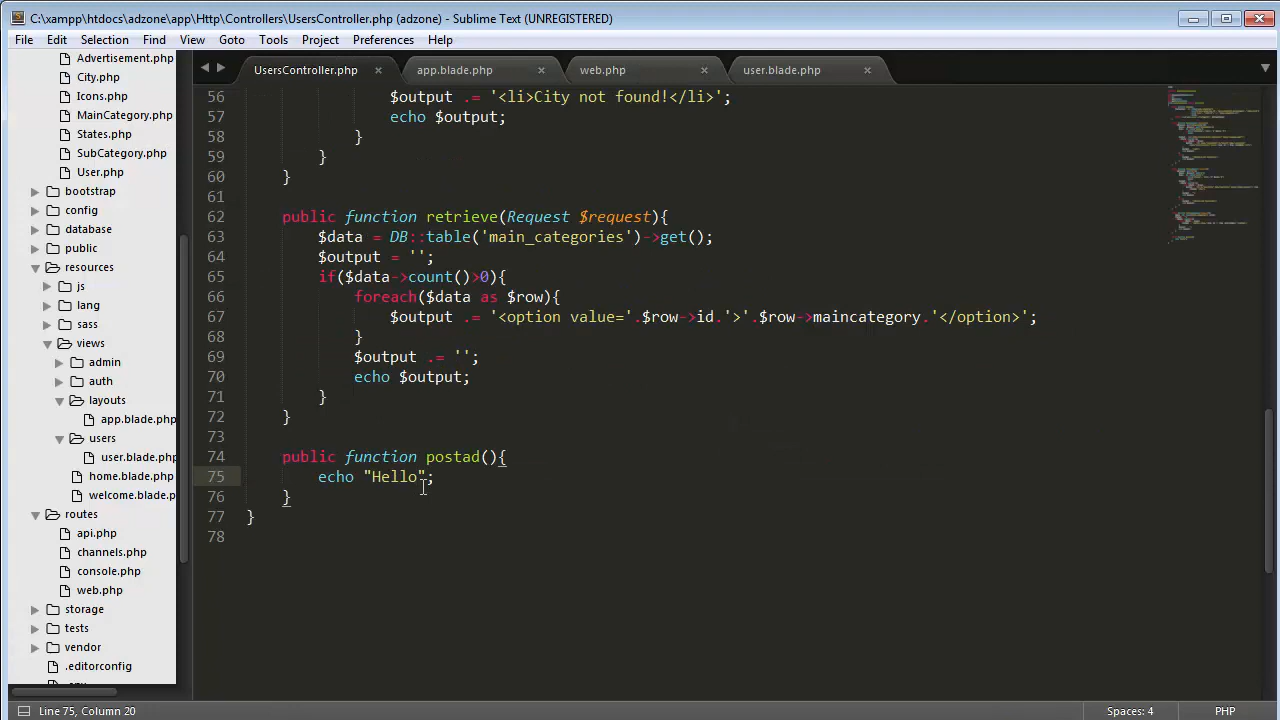 C:\xampp\htdocs\adzone\app\Http\Controllers\UsersController.php (adzone) - Sublime Text (UNREGISTERED)
File Edit Selection Find View Goto Tools Project Preferences Help
UsersController.php × app.blade.php × web.php × user.blade.php ×
Advertisement.php
City.php
Icons.php
MainCategory.php
States.php
SubCategory.php
User.php
bootstrap
config
database
public
resources
js
lang
sass
views
admin
auth
layouts
app.blade.php
users
user.blade.php
home.blade.php
welcome.blade.p
routes
api.php
channels.php
console.php
web.php
storage
tests
vendor
.editorconfig
56 $output .= '<li>City not found!</li>';
57 echo $output;
58 }
59 }
60 }
61
62 public function retrieve(Request $request){
63 $data = DB::table('main_categories')->get();
64 $output = '';
65 if($data->count()>0){
66 foreach($data as $row){
67 $output .= '<option value='.$row->id.'>'.$row->maincategory.'</option>';
68 }
69 $output .= '';
70 echo $output;
71 }
72 }
73
74 public function postad(){
75 echo "Hello";
76 }
77 }
78
Line 75, Column 20 Spaces: 4 PHP